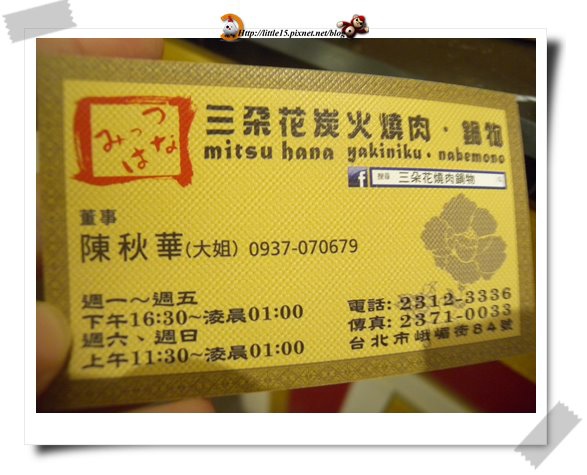 Http://little15.pixnet.net/blog
みっつ
はな
三朵花炭火燒肉・鍋物
mitsu hana yakiniku・nabemono
f 搜尋 三朵花燒肉鍋物
董事
陳秋華(大姐) 0937-070679
週一～週五
下午16:30~凌晨01:00
週六、週日
上午11:30~凌晨01:00
電話: 2312-3336
傳真: 2371-0033
台北市峨嵋街84號